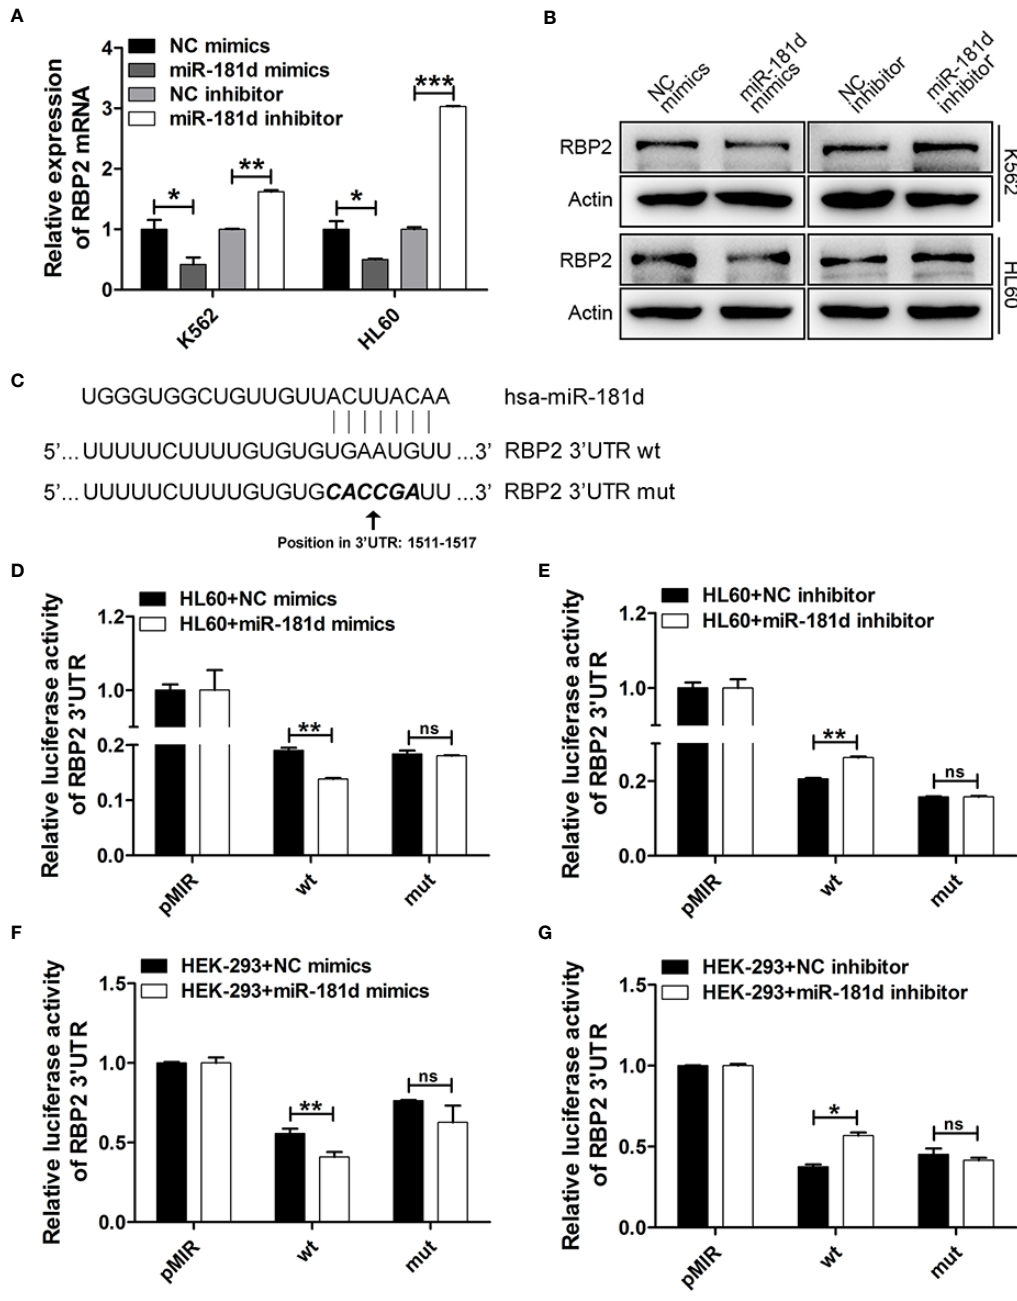 A
Relative expression
of RBP2 mRNA
NC mimics
miR-181d mimics
NC inhibitor
miR-181d inhibitor
4
3
2
1
0
*
**
*
***
K562
HL60
B
NC
mimics
miR-181d
mimics
NC
inhibitor
miR-181d
inhibitor
RBP2
Actin
K562
RBP2
Actin
HL60
C
UGGGUGGCUGUUGUUACUUACAA hsa-miR-181d
5’...UUUUUCUUUUGUGUGUGAAUGUU...3’ RBP2 3’UTR wt
5’...UUUUUCUUUUGUGUGCACCGAUU...3’ RBP2 3’UTR mut
Position in 3’UTR: 1511-1517
D
Relative luciferase activity
of RBP2 3'UTR
HL60+NC mimics
HL60+miR-181d mimics
1.2
1.0
0.2
0.1
0.0
**
ns
pMIR
wt
mut
E
Relative luciferase activity
of RBP2 3'UTR
HL60+NC inhibitor
HL60+miR-181d inhibitor
1.2
1.0
0.2
0.0
**
ns
pMIR
wt
mut
F
Relative luciferase activity
of RBP2 3'UTR
HEK-293+NC mimics
HEK-293+miR-181d mimics
1.5
1.0
0.5
0.0
**
ns
pMIR
wt
mut
G
Relative luciferase activity
of RBP2 3'UTR
HEK-293+NC inhibitor
HEK-293+miR-181d inhibitor
1.5
1.0
0.5
0.0
*
ns
pMIR
wt
mut